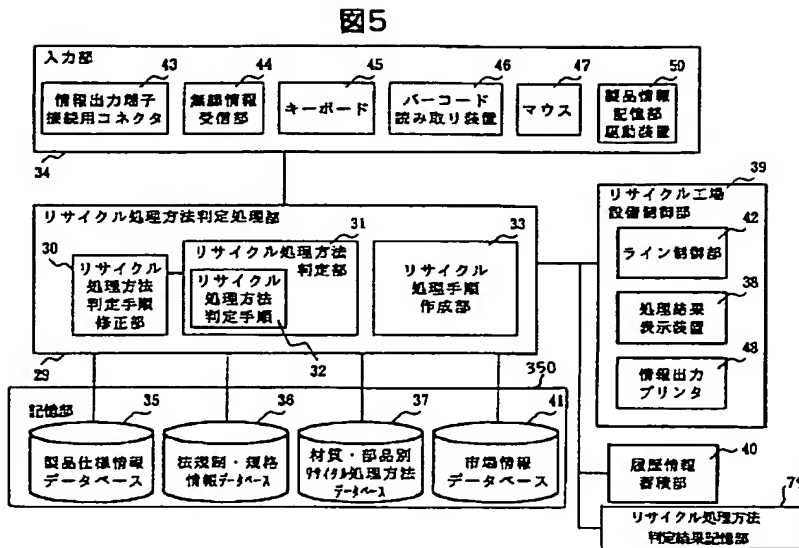 図5
入力部
43
44
45
46
47
50
情報出力端子
接続用コネクタ
無線情報
受信部
キーボード
バーコード
読み取り装置
マウス
製品情報
記憶部
駆動装置
34
リサイクル処理方法判定処理部
30
リサイクル
処理方法
判定手順
修正部
31
リサイクル処理方法
判定部
リサイクル
処理方法
判定手順
32
33
リサイクル
処理手順
作成部
29
39
リサイクル工場
設備制御部
42
ライン制御部
38
処理結果
表示装置
48
情報出力
プリンタ
350
記憶部
35
36
37
41
製品仕様情報
データベース
法規制・規格
情報データベース
材質・部品別
リサイクル処理方法
データベース
市場情報
データベース
40
履歴情報
蓄積部
79
リサイクル処理方法
判定結果記憶部